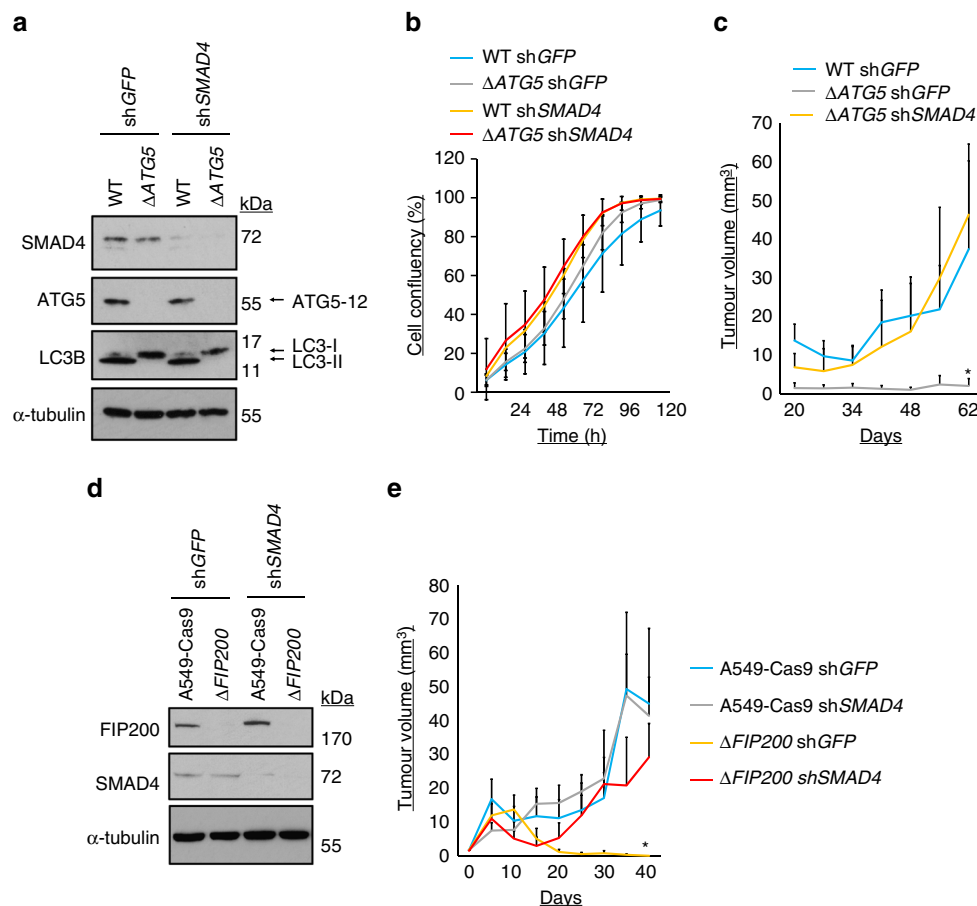 a
shGFP
shSMAD4
WT
ΔATG5
WT
ΔATG5
kDa
SMAD4
72
ATG5
55
ATG5-12
LC3B
17
11
LC3-I
LC3-II
α-tubulin
55
b
WT shGFP
ΔATG5 shGFP
WT shSMAD4
ΔATG5 shSMAD4
Cell confluency (%)
120
100
80
60
40
20
0
24 48 72 96 120
Time (h)
c
WT shGFP
ΔATG5 shGFP
ΔATG5 shSMAD4
Tumour volume (mm³)
70
60
50
40
30
20
10
0
*
20 34 48 62
Days
d
shGFP
shSMAD4
A549-Cas9
ΔFIP200
A549-Cas9
ΔFIP200
kDa
FIP200
170
SMAD4
72
α-tubulin
55
e
Tumour volume (mm³)
80
70
60
50
40
30
20
10
0
*
0 10 20 30 40
Days
A549-Cas9 shGFP
A549-Cas9 shSMAD4
ΔFIP200 shGFP
ΔFIP200 shSMAD4